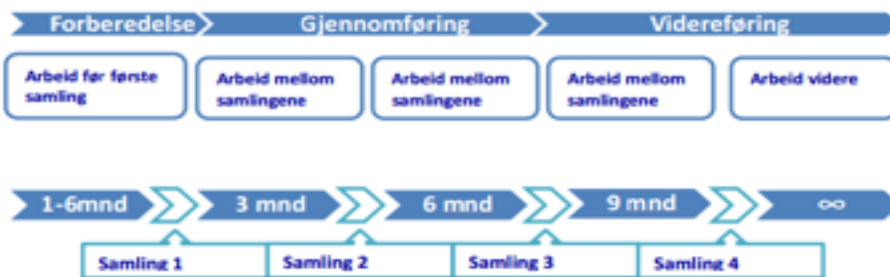 Forberedelse Gjennomføring Videreføring
Arbeid før første
samling
Arbeid mellom
samlingene
Arbeid mellom
samlingene
Arbeid mellom
samlingene
Arbeid videre
1-6mnd 3 mnd 6 mnd 9 mnd ∞
Samling 1 Samling 2 Samling 3 Samling 4